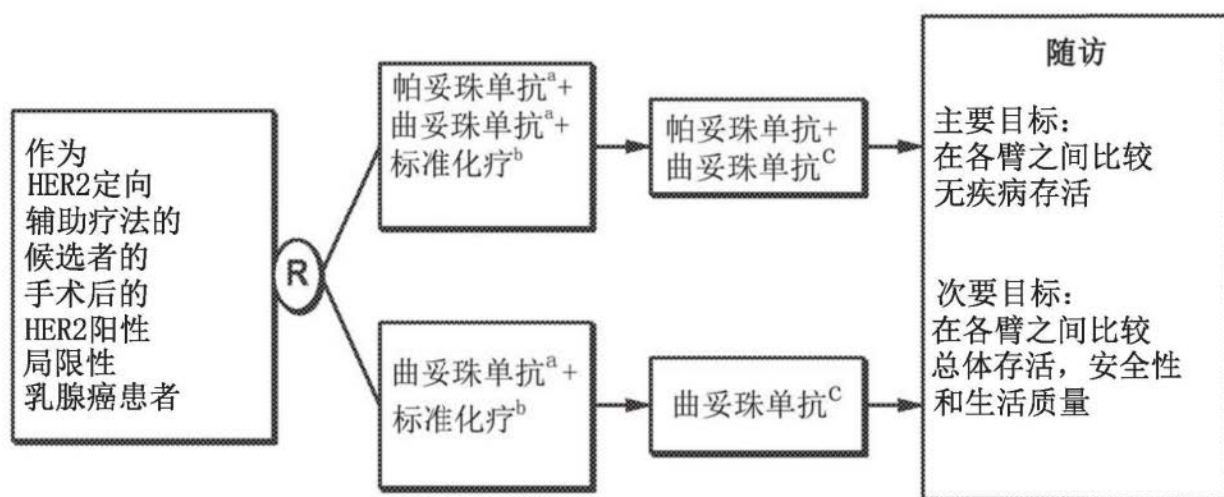 作为
HER2定向
辅助疗法的
候选者的
手术后的
HER2阳性
局限性
乳腺癌患者
R
帕妥珠单抗a+
曲妥珠单抗a+
标准化疗b
帕妥珠单抗+
曲妥珠单抗C
曲妥珠单抗a+
标准化疗b
曲妥珠单抗C
随访
主要目标：
在各臂之间比较
无疾病存活
次要目标：
在各臂之间比较
总体存活，安全性
和生活质量